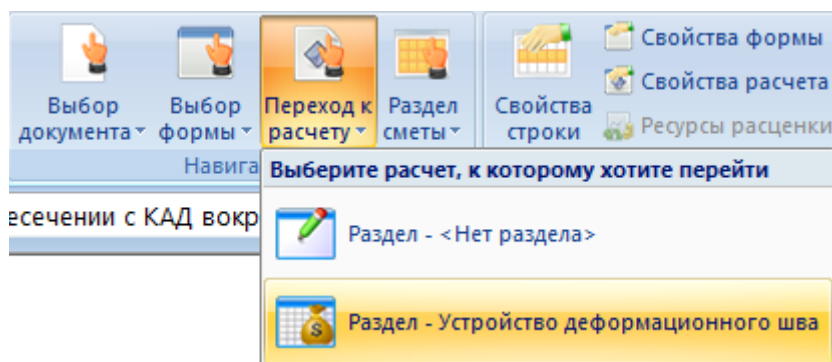 Выбор документа
Выбор формы
Переход к расчету
Раздел сметы
Свойства строки
Свойства формы
Свойства расчета
Ресурсы расценки
Навига
Выберите расчет, к которому хотите перейти
есечении с КАД вокр
Раздел - <Нет раздела>
Раздел - Устройство деформационного шва